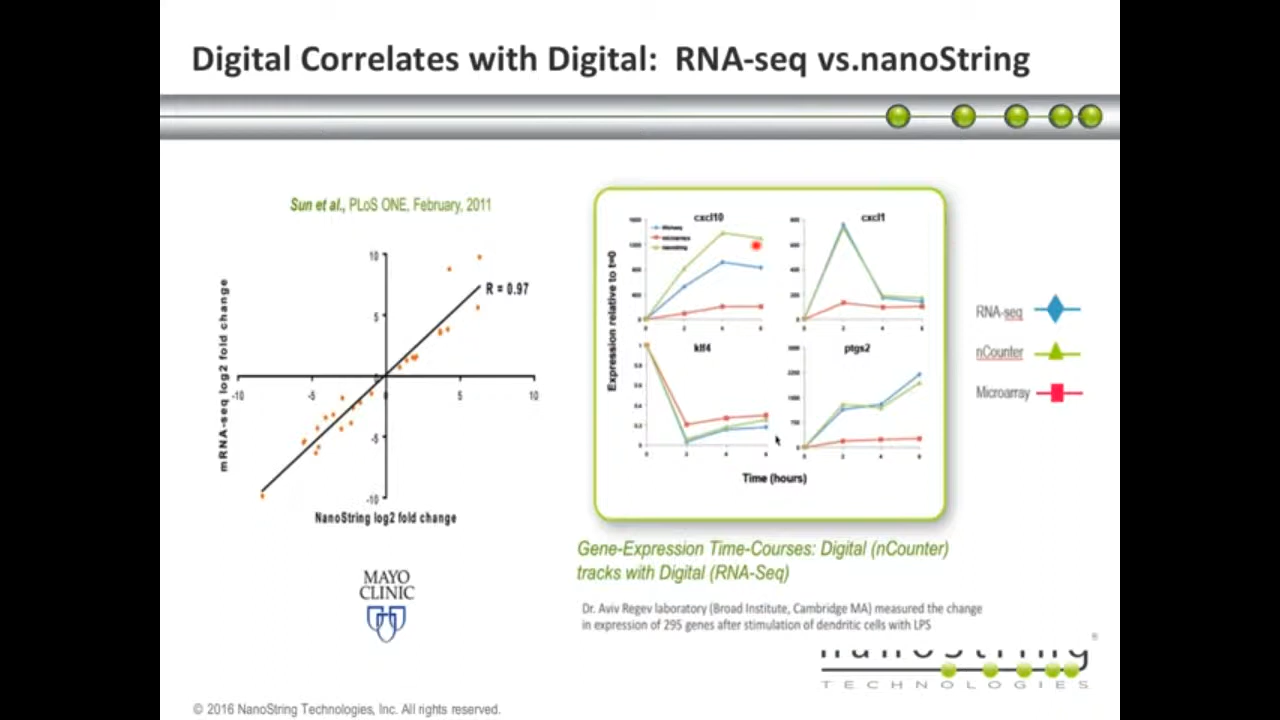 Digital Correlates with Digital: RNA-seq vs.nanoString
Sun et al., PLoS ONE, February, 2011
mRNA-seq log2 fold change
10
5
-5
-10
-10
-5
0
5
10
R = 0.97
NanoString log2 fold change
MAYO
CLINIC
Expression relative to t=0
cxcl10
RNAseq
microarrays
nanostring
cxcl1
klf4
ptgs2
Time (hours)
RNA-seq
nCounter
Microarray
Gene-Expression Time-Courses: Digital (nCounter)
tracks with Digital (RNA-Seq)
Dr. Aviv Regev laboratory (Broad Institute, Cambridge MA) measured the change
in expression of 295 genes after stimulation of dendritic cells with LPS
nanoString
TECHNOLOGIES
®
© 2016 NanoString Technologies, Inc. All rights reserved.